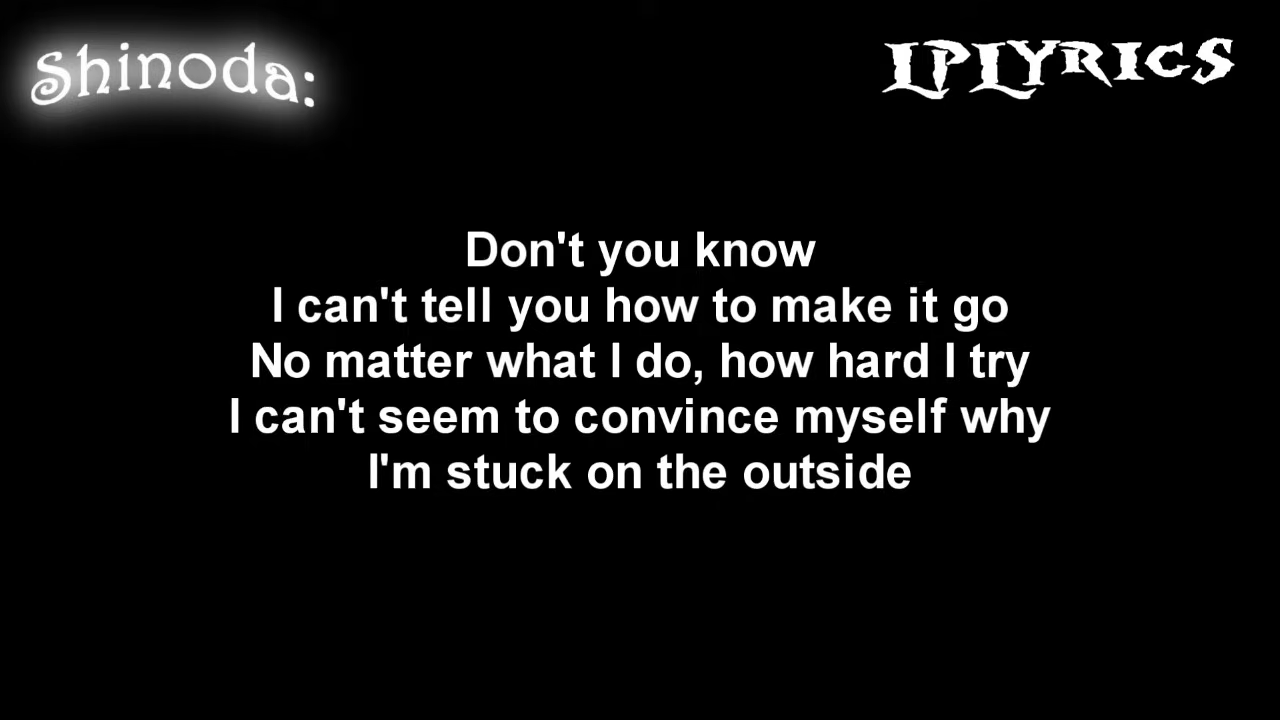 Shinoda:
LPLYRICS
Don't you know
I can't tell you how to make it go
No matter what I do, how hard I try
I can't seem to convince myself why
I'm stuck on the outside